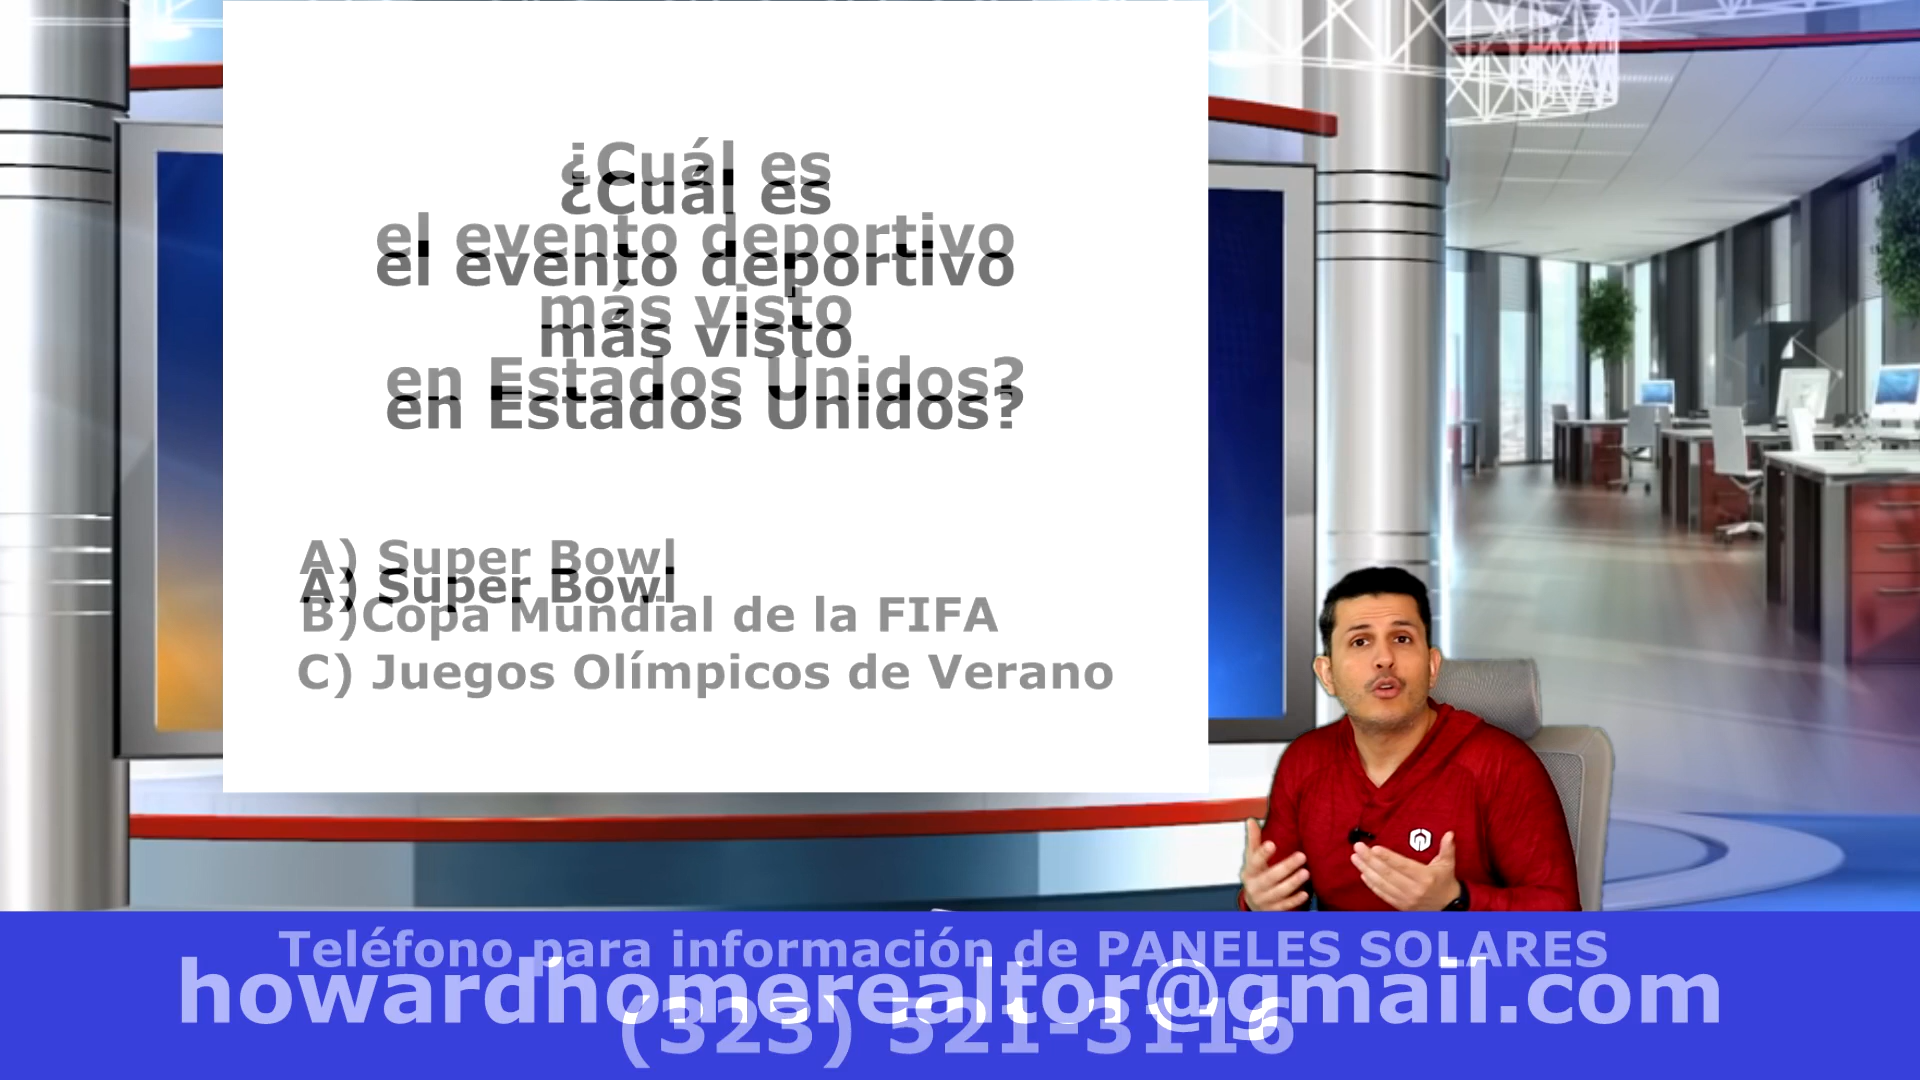 ¿Cuál es
el evento deportivo
más visto
en Estados Unidos?
A) Super Bowl
B)Copa Mundial de la FIFA
C) Juegos Olímpicos de Verano
Teléfono para información de PANELES SOLARES
howardhomerealtor@gmail.com
(323) 521-3116